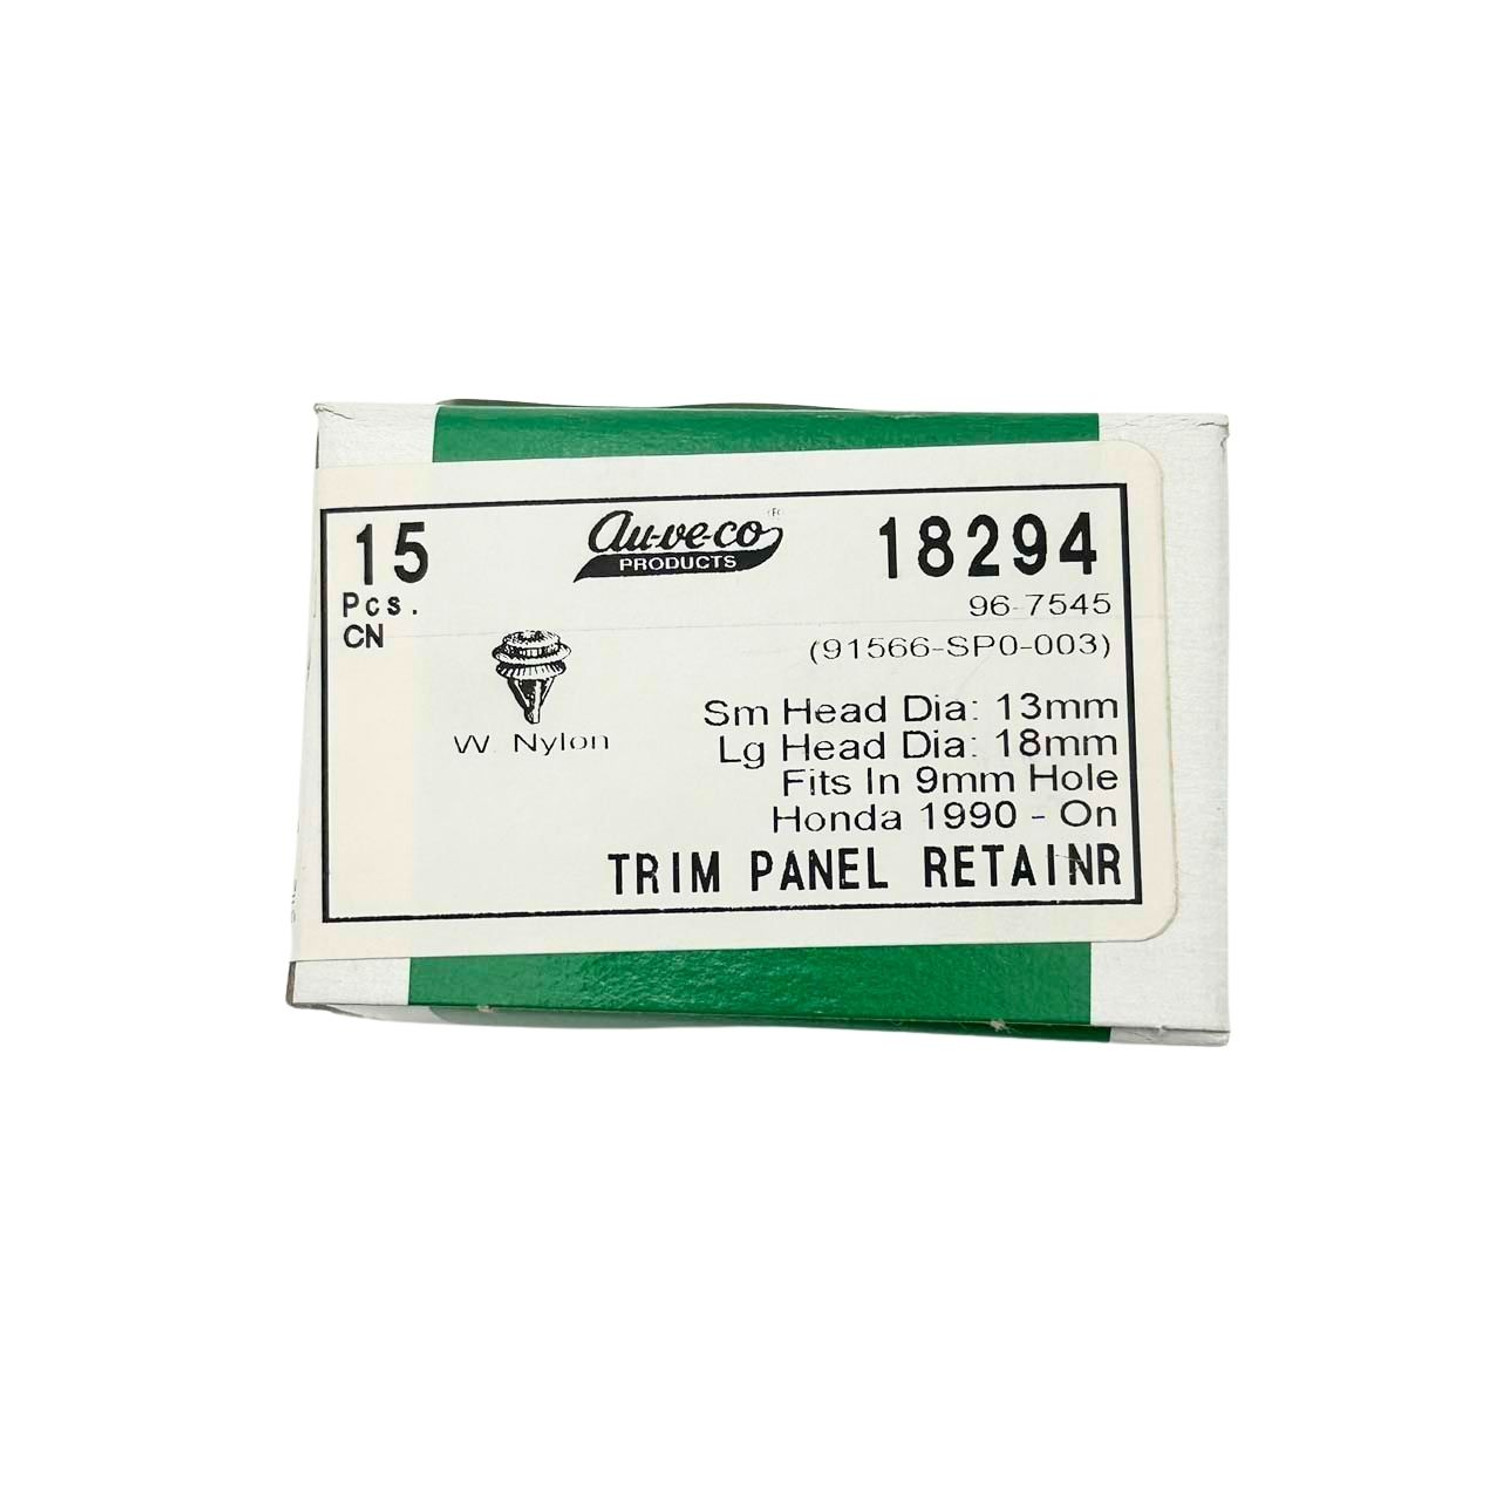 15
Pcs.
CN
Au-ve-co
PRODUCTS
18294
96-7545
(91566-SP0-003)
W. Nylon
Sm Head Dia: 13mm
Lg Head Dia: 18mm
Fits In 9mm Hole
Honda 1990 - On
TRIM PANEL RETAINR